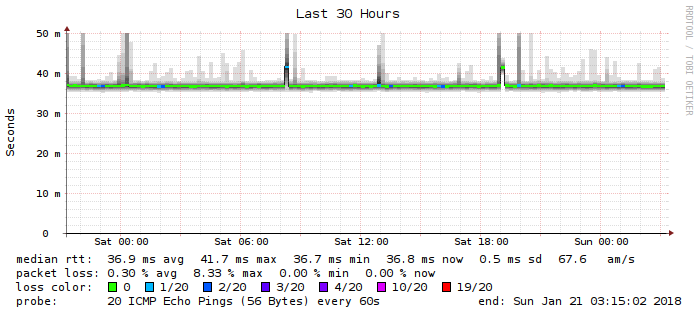 Last 30 Hours
RRDTOOL / TOBI OETIKER
Seconds
50 m
40 m
30 m
20 m
10 m
0
Sat 00:00 Sat 06:00 Sat 12:00 Sat 18:00 Sun 00:00
median rtt: 36.9 ms avg 41.7 ms max 36.7 ms min 36.8 ms now 0.5 ms sd 67.6 am/s
packet loss: 0.30 % avg 8.33 % max 0.00 % min 0.00 % now
loss color: 0 1/20 2/20 3/20 4/20 10/20 19/20
probe: 20 ICMP Echo Pings (56 Bytes) every 60s end: Sun Jan 21 03:15:02 2018